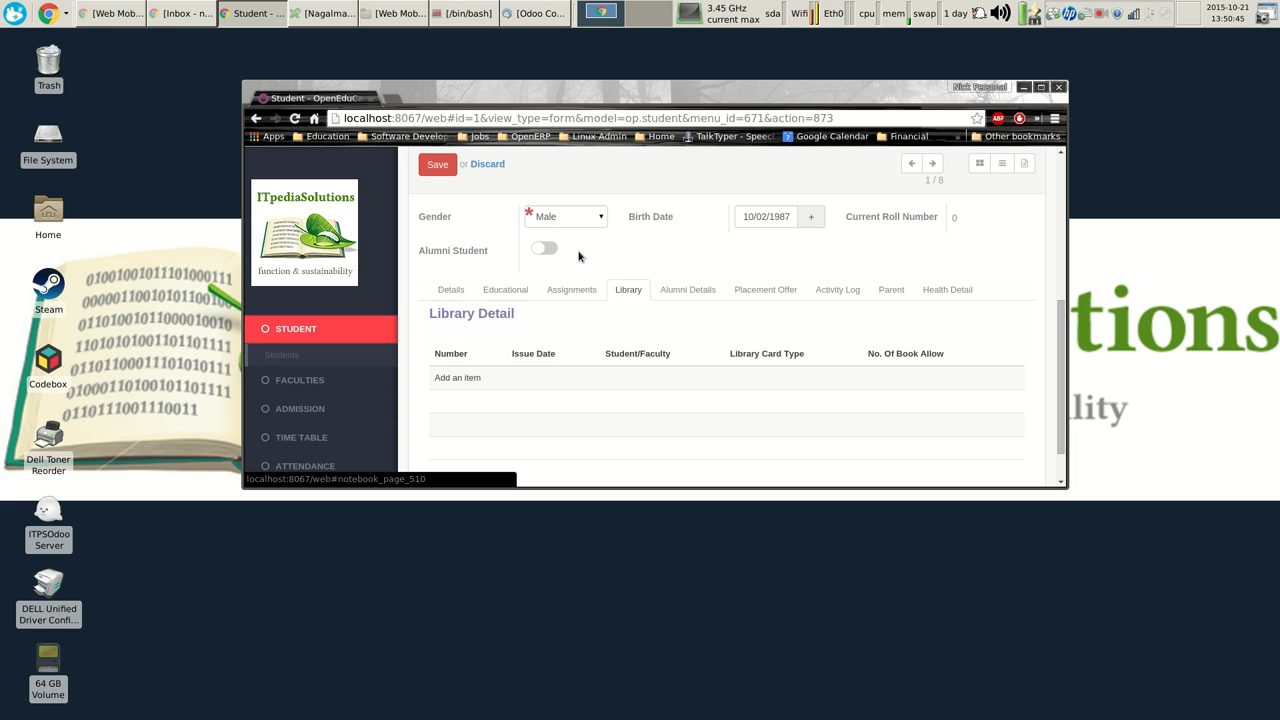 [Web Mob...
[Inbox - n...
Student - ...
[Nagalma...
[Web Mob...
[/bin/bash]
[Odoo Co...
3.45 GHz
current max
sda
Wifi
Eth0
cpu
mem
swap
1 day
2015-10-21
13:50:45
Trash
File System
Home
Steam
Codebox
Dell Toner
Reorder
ITPSOdoo
Server
DELL Unified
Driver Confi...
64 GB
Volume
Student - OpenEduC
Nick Personal
localhost:8067/web#id=1&view_type=form&model=op.student&menu_id=671&action=873
ABP
Apps Education Software Develop Jobs OpenERP Linux Admin Home TalkTyper - Speec 7 Google Calendar Financial » Other bookmarks
ITpediaSolutions
function & sustainability
STUDENT
Students
FACULTIES
ADMISSION
TIME TABLE
ATTENDANCE
Save or Discard
1 / 8
Gender * Male Birth Date 10/02/1987 + Current Roll Number 0
Alumni Student
Details Educational Assignments Library Alumni Details Placement Offer Activity Log Parent Health Detail
Library Detail
Number Issue Date Student/Faculty Library Card Type No. Of Book Allow
Add an item
localhost:8067/web#notebook_page_510
tions
lity